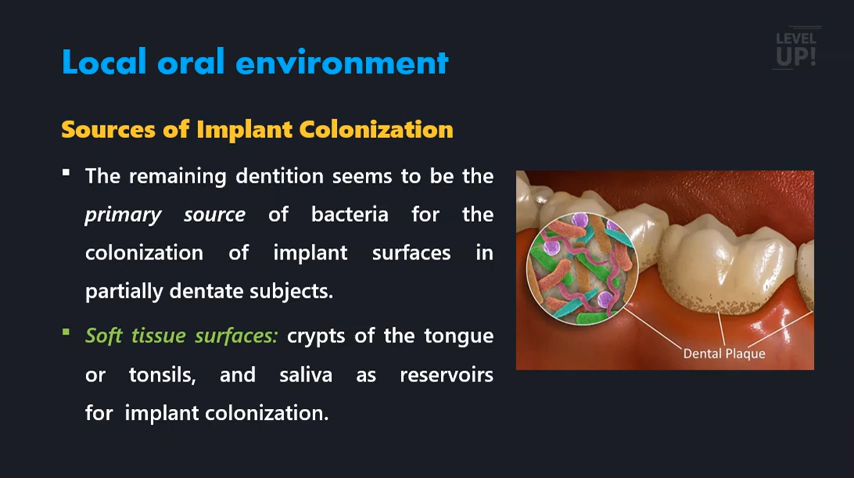 LEVEL
UP!
Local oral environment
Sources of Implant Colonization
▪ The remaining dentition seems to be the
primary source of bacteria for the
colonization of implant surfaces in
partially dentate subjects.
▪ Soft tissue surfaces: crypts of the tongue
or tonsils, and saliva as reservoirs
for implant colonization.
Dental Plaque